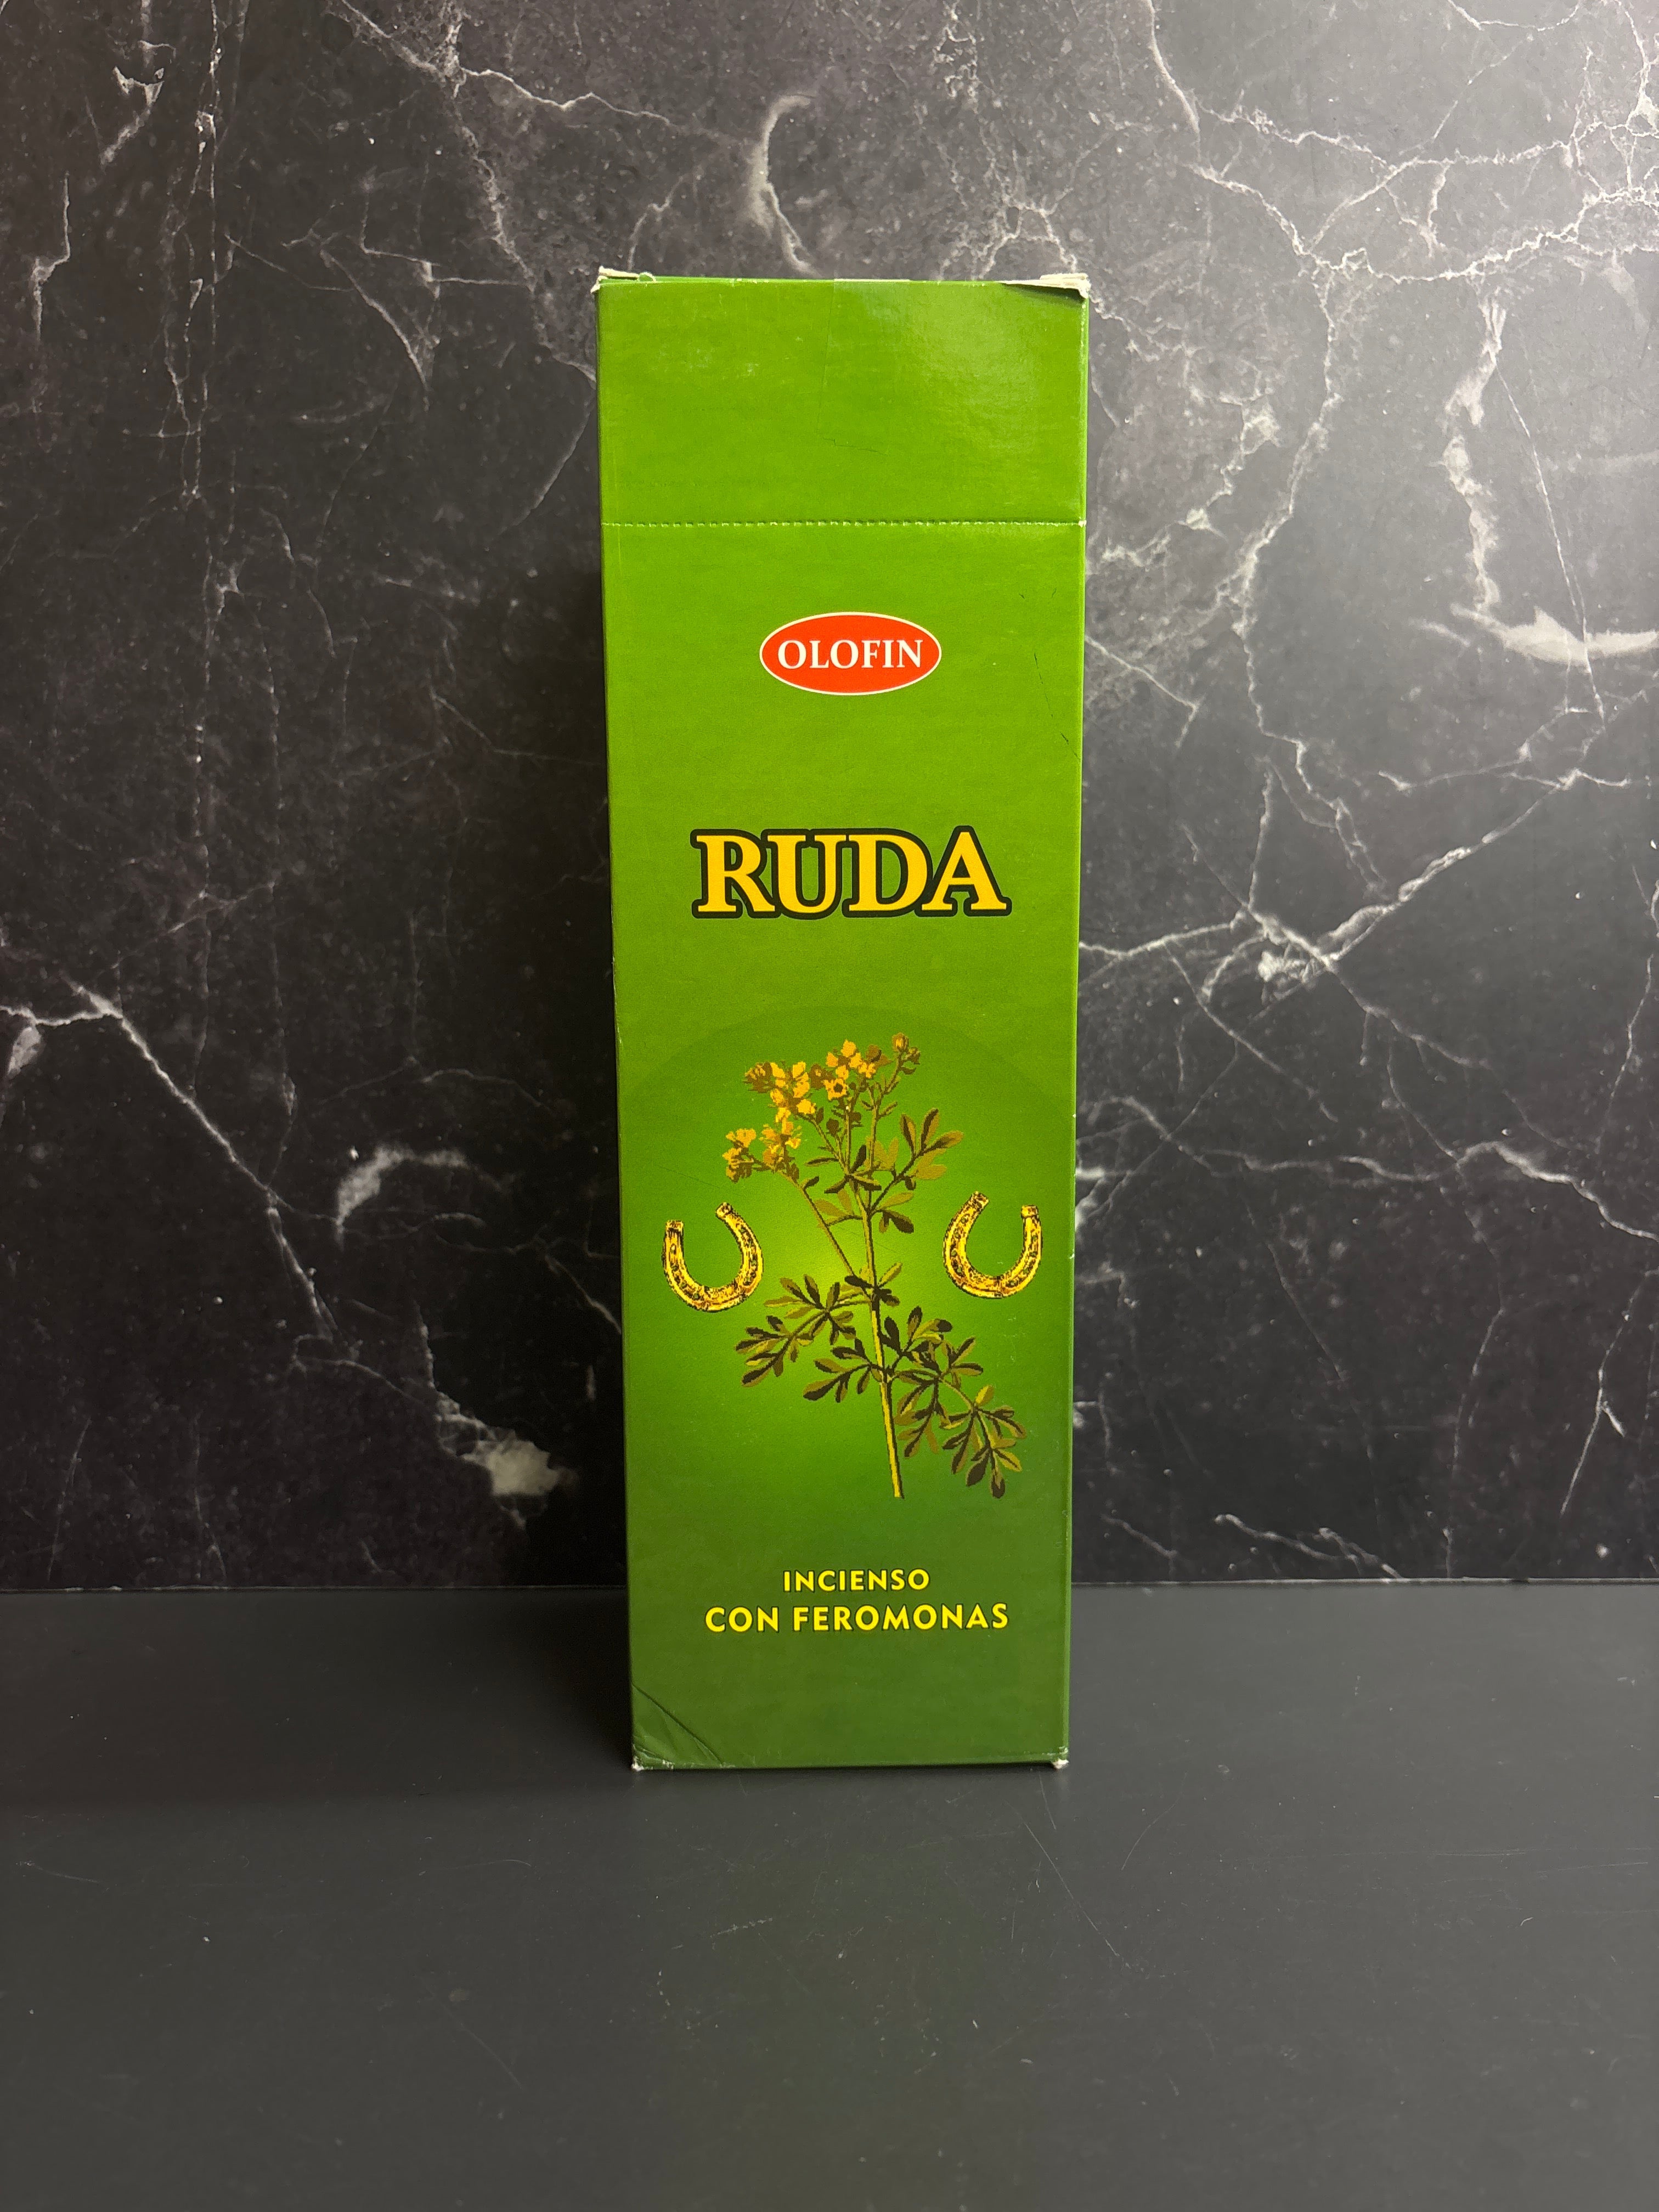 OLOFIN
RUDA
INCIENSO
CON FEROMONAS